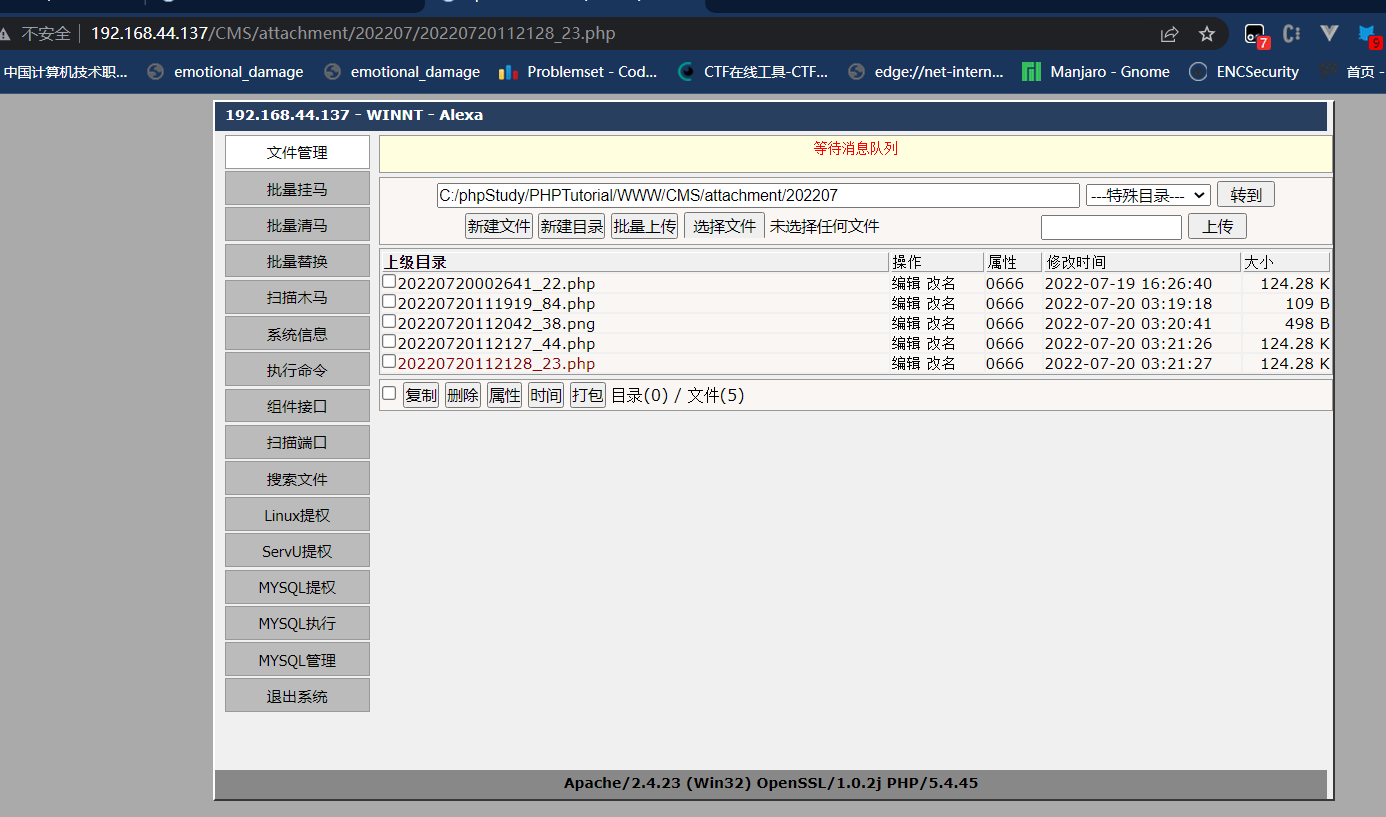 不安全 192.168.44.137/CMS/attachment/202207/20220720112128_23.php
7 9
中国计算机技术职... emotional_damage emotional_damage Problemset - Cod... CTF在线工具-CTF... edge://net-intern... Manjaro - Gnome ENCSecurity 首页 -
192.168.44.137 - WINNT - Alexa
文件管理
批量挂马
批量清马
批量替换
扫描木马
系统信息
执行命令
组件接口
扫描端口
搜索文件
Linux提权
ServU提权
MYSQL提权
MYSQL执行
MYSQL管理
退出系统
等待消息队列
C:/phpStudy/PHPTutorial/WWW/CMS/attachment/202207 ---特殊目录--- 转到
新建文件 新建目录 批量上传 选择文件 未选择任何文件 上传
上级目录 操作 属性 修改时间 大小
20220720002641_22.php 编辑 改名 0666 2022-07-19 16:26:40 124.28 K
20220720111919_84.php 编辑 改名 0666 2022-07-20 03:19:18 109 B
20220720112042_38.png 编辑 改名 0666 2022-07-20 03:20:41 498 B
20220720112127_44.php 编辑 改名 0666 2022-07-20 03:21:26 124.28 K
20220720112128_23.php 编辑 改名 0666 2022-07-20 03:21:27 124.28 K
复制 删除 属性 时间 打包 目录(0) / 文件(5)
Apache/2.4.23 (Win32) OpenSSL/1.0.2j PHP/5.4.45